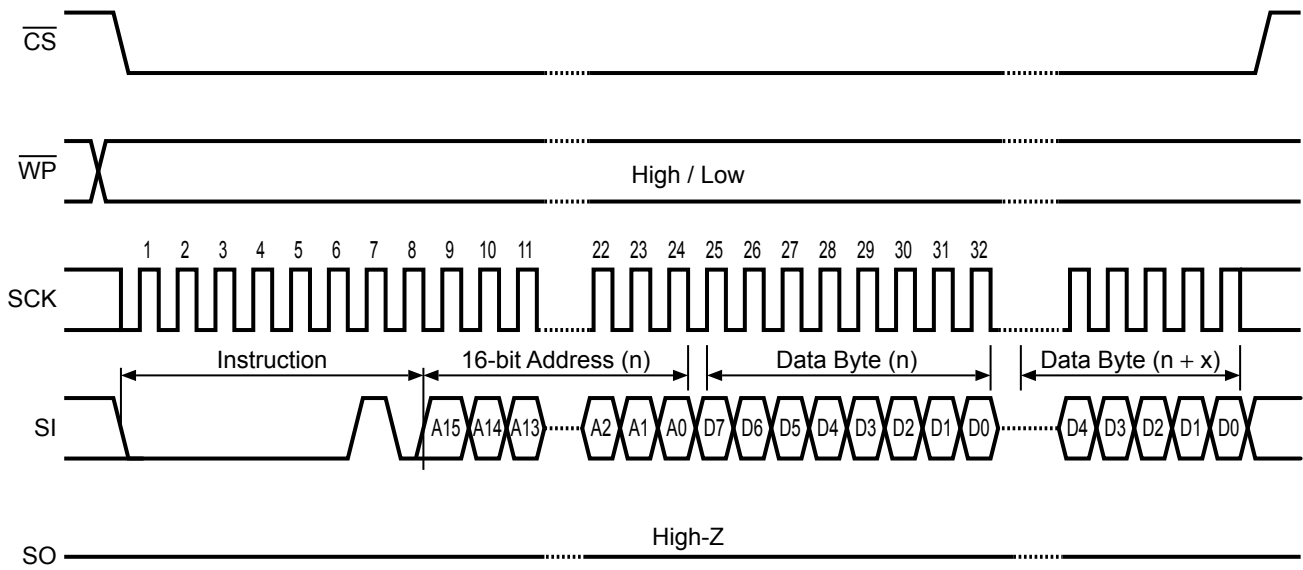 CS
WP
High / Low
1 2 3 4 5 6 7 8 9 10 11 22 23 24 25 26 27 28 29 30 31 32
SCK
Instruction 16-bit Address (n) Data Byte (n) Data Byte (n + x)
SI A15 A14 A13 A2 A1 A0 D7 D6 D5 D4 D3 D2 D1 D0 D4 D3 D2 D1 D0
High-Z
SO